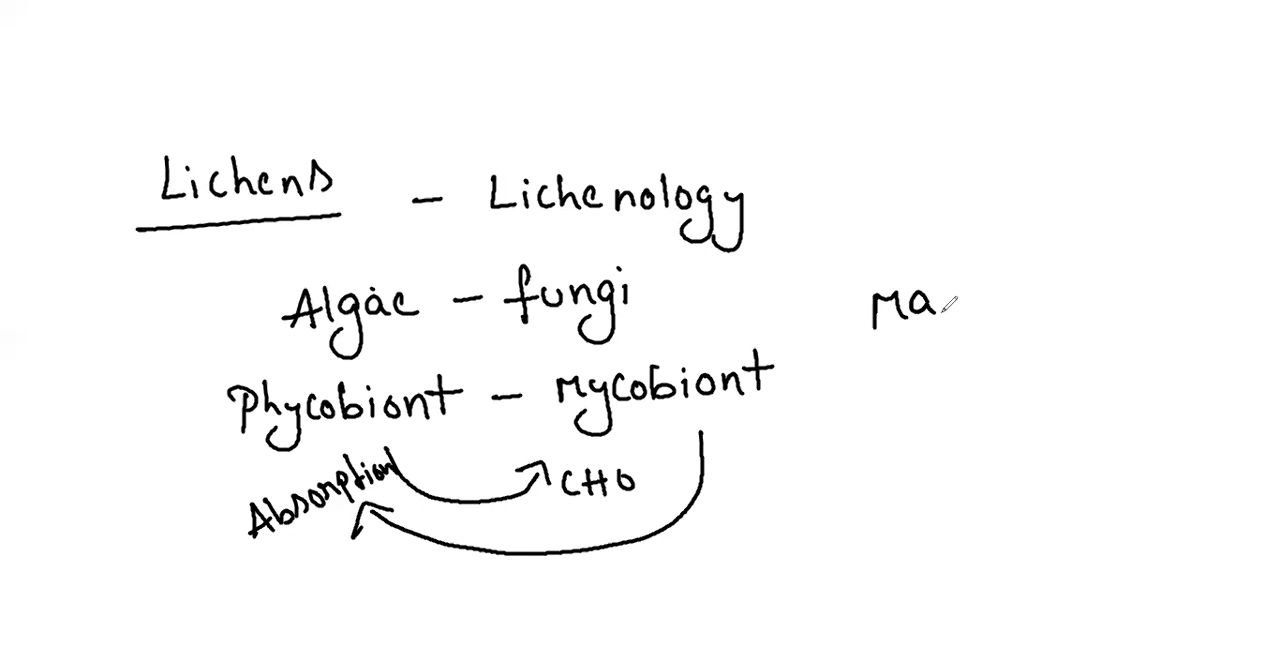 Lichens - Lichenology
Algae - fungi
Ma
Phycobiont - Mycobiont
Absorption
CHO